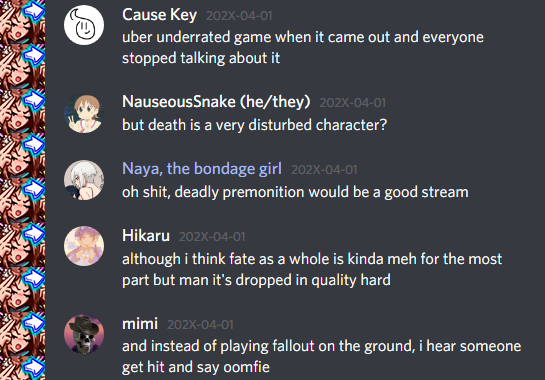 Cause Key 202X-04-01
uber underrated game when it came out and everyone
stopped talking about it
NauseousSnake (he/they) 202X-04-01
but death is a very disturbed character?
Naya, the bondage girl 202X-04-01
oh shit, deadly premonition would be a good stream
Hikaru 202X-04-01
although i think fate as a whole is kinda meh for the most
part but man it's dropped in quality hard
mimi 202X-04-01
and instead of playing fallout on the ground, i hear someone
get hit and say oomfie